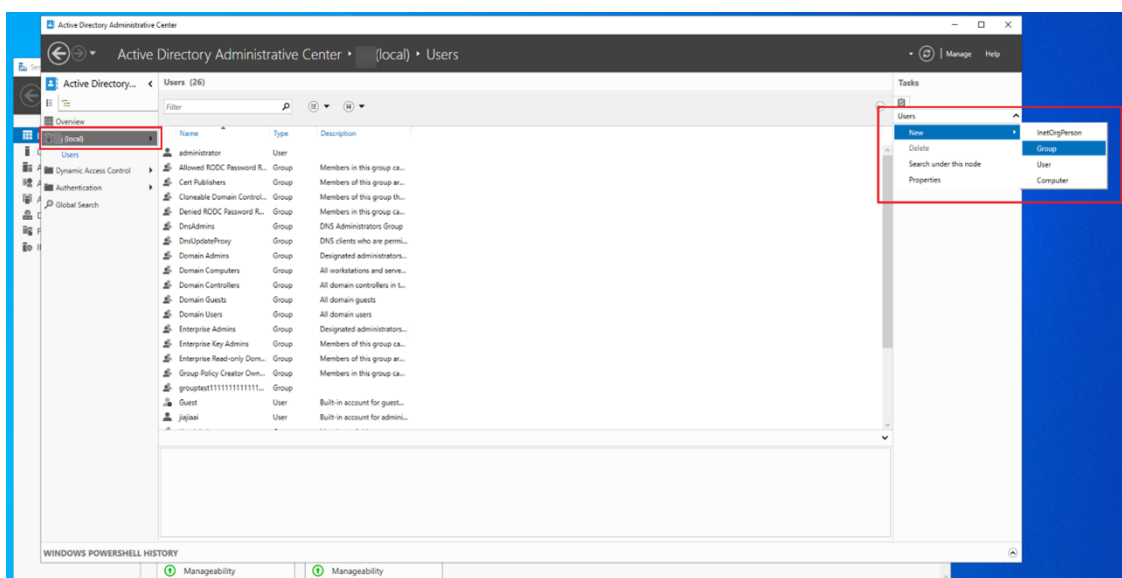 Active Directory Administrative Center
Active Directory Administrative Center • (local) • Users
Manage Help
Active Directory...
Users (26)
Tasks
Filter
Overview
(local)
Users
Dynamic Access Control
Authentication
Global Search
Name Type Description
administrator User
Allowed RODC Password R... Group Members in this group ca...
Cert Publishers Group Members of this group ar...
Cloneable Domain Control... Group Members of this group th...
Denied RODC Password R... Group Members in this group ca...
DnsAdmins Group DNS Administrators Group
DnsUpdateProxy Group DNS clients who are permi...
Domain Admins Group Designated administrators...
Domain Computers Group All workstations and serve...
Domain Controllers Group All domain controllers in t...
Domain Guests Group All domain guests
Domain Users Group All domain users
Enterprise Admins Group Designated administrators...
Enterprise Key Admins Group Members of this group ca...
Enterprise Read-only Dom... Group Members of this group ar...
Group Policy Creator Own... Group Members in this group ca...
grouptest1111111111111... Group
Guest User Built-in account for guest...
jiajiaai User Built-in account for admini...
Users
New
Delete
Search under this node
Properties
InetOrgPerson
Group
User
Computer
WINDOWS POWERSHELL HISTORY
Manageability Manageability